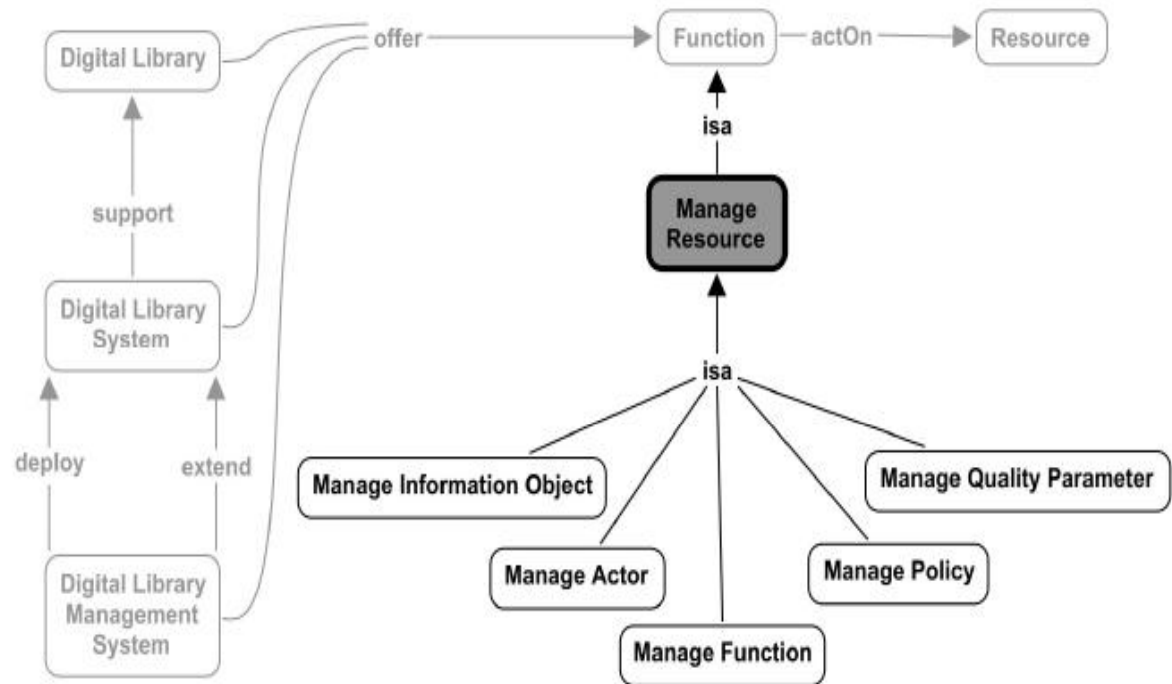 Digital Library
offer
Function
actOn
Resource
isa
Manage
Resource
support
Digital Library
System
isa
deploy
extend
Manage Information Object
Manage Quality Parameter
Manage Actor
Manage Policy
Digital Library
Management
System
Manage Function